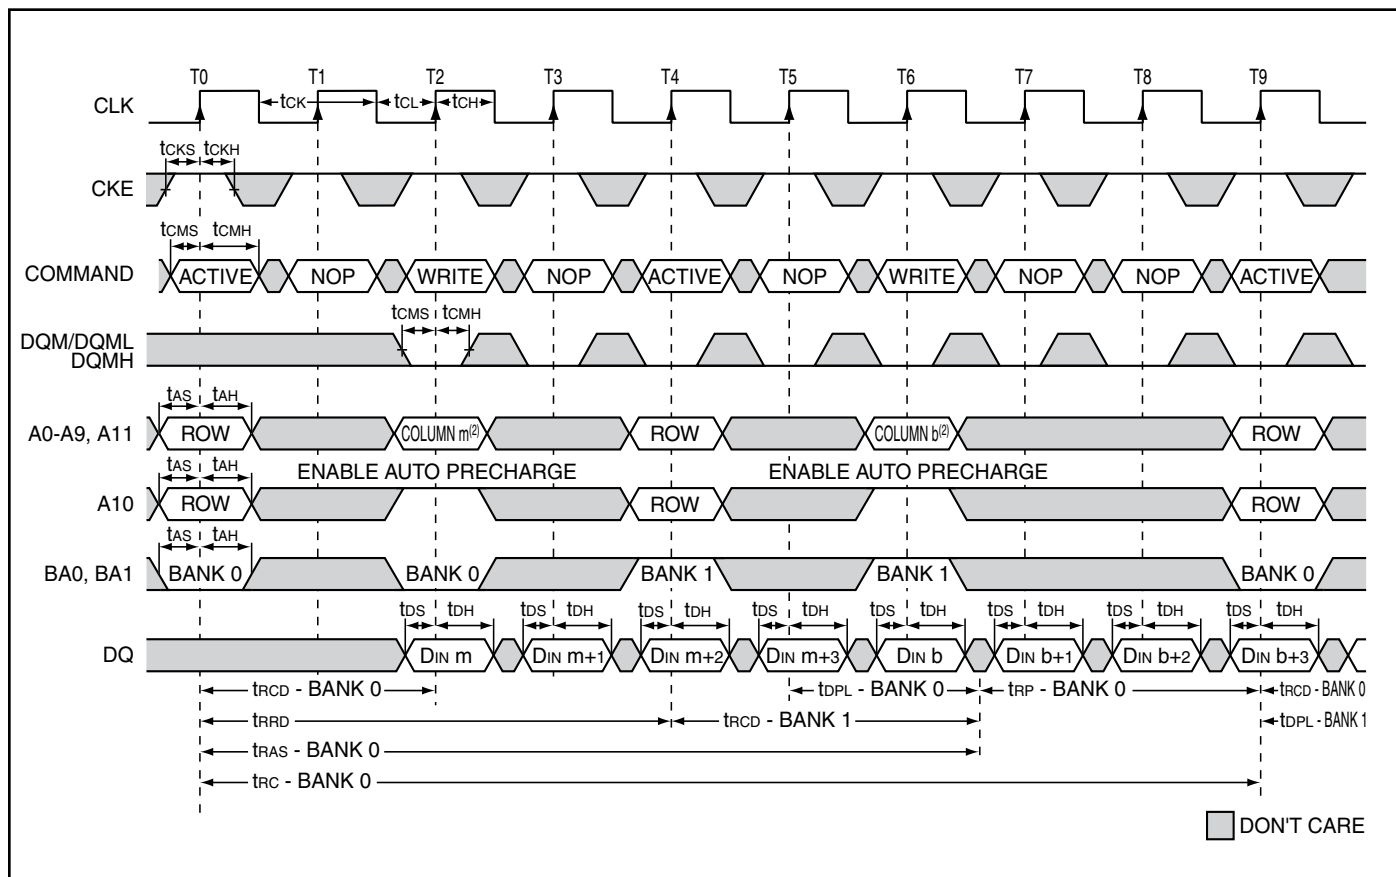 T0 T1 T2 T3 T4 T5 T6 T7 T8 T9
CLK tCK tCL tCH
tCKS tCKH
CKE
tCMS tCMH
COMMAND ACTIVE NOP WRITE NOP ACTIVE NOP WRITE NOP NOP ACTIVE
tCMS tCMH
DQM/DQML
DQMH
tAS tAH
A0-A9, A11 ROW COLUMN m(2) ROW COLUMN b(2) ROW
tAS tAH ENABLE AUTO PRECHARGE ENABLE AUTO PRECHARGE
A10 ROW ROW ROW
tAS tAH
BA0, BA1 BANK 0 BANK 0 BANK 1 BANK 1 BANK 0
tDS tDH tDS tDH tDS tDH tDS tDH tDS tDH tDS tDH tDS tDH tDS tDH
DQ DIN m DIN m+1 DIN m+2 DIN m+3 DIN b DIN b+1 DIN b+2 DIN b+3
tRCD - BANK 0 tDPL - BANK 0 tRP - BANK 0 tRCD - BANK 0
tRRD tRCD - BANK 1 tDPL - BANK 1
tRAS - BANK 0
tRC - BANK 0
DON'T CARE